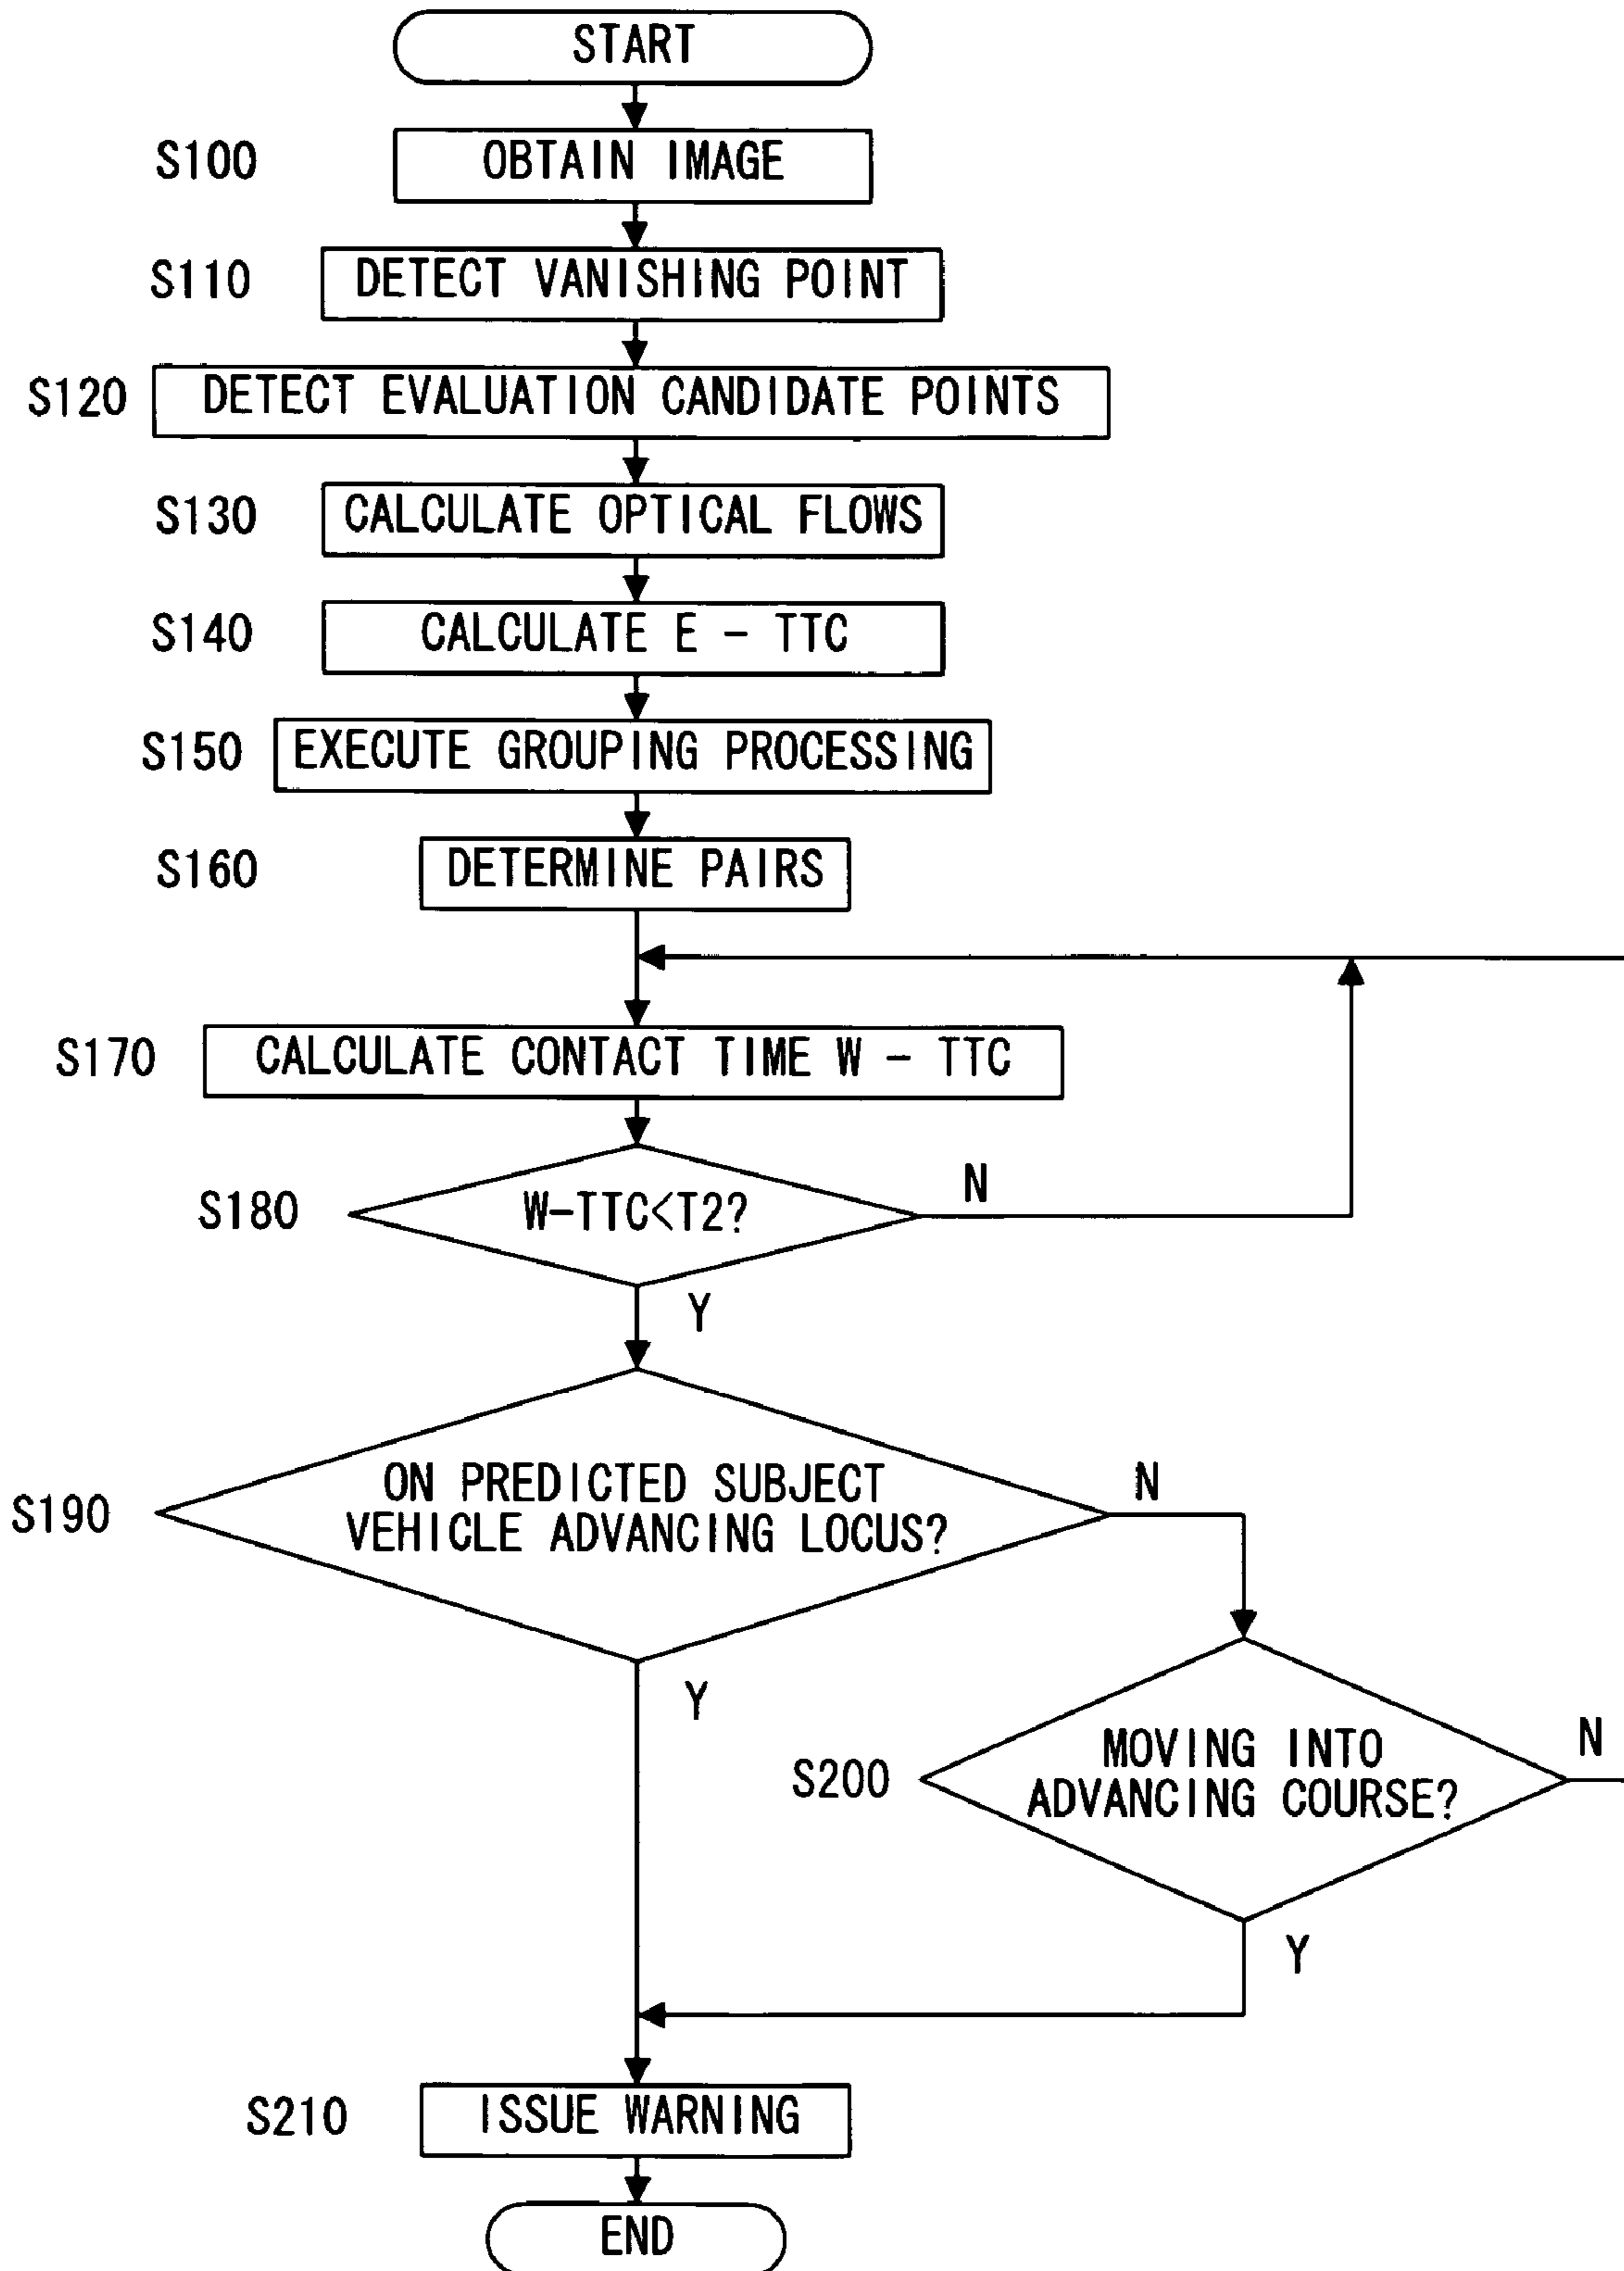 START
S100
OBTAIN IMAGE
S110
DETECT VANISHING POINT
S120
DETECT EVALUATION CANDIDATE POINTS
S130
CALCULATE OPTICAL FLOWS
S140
CALCULATE E - TTC
S150
EXECUTE GROUPING PROCESSING
S160
DETERMINE PAIRS
S170
CALCULATE CONTACT TIME W - TTC
S180
W-TTC<T2?
N
Y
S190
ON PREDICTED SUBJECT
VEHICLE ADVANCING LOCUS?
N
Y
S200
MOVING INTO
ADVANCING COURSE?
N
Y
S210
ISSUE WARNING
END